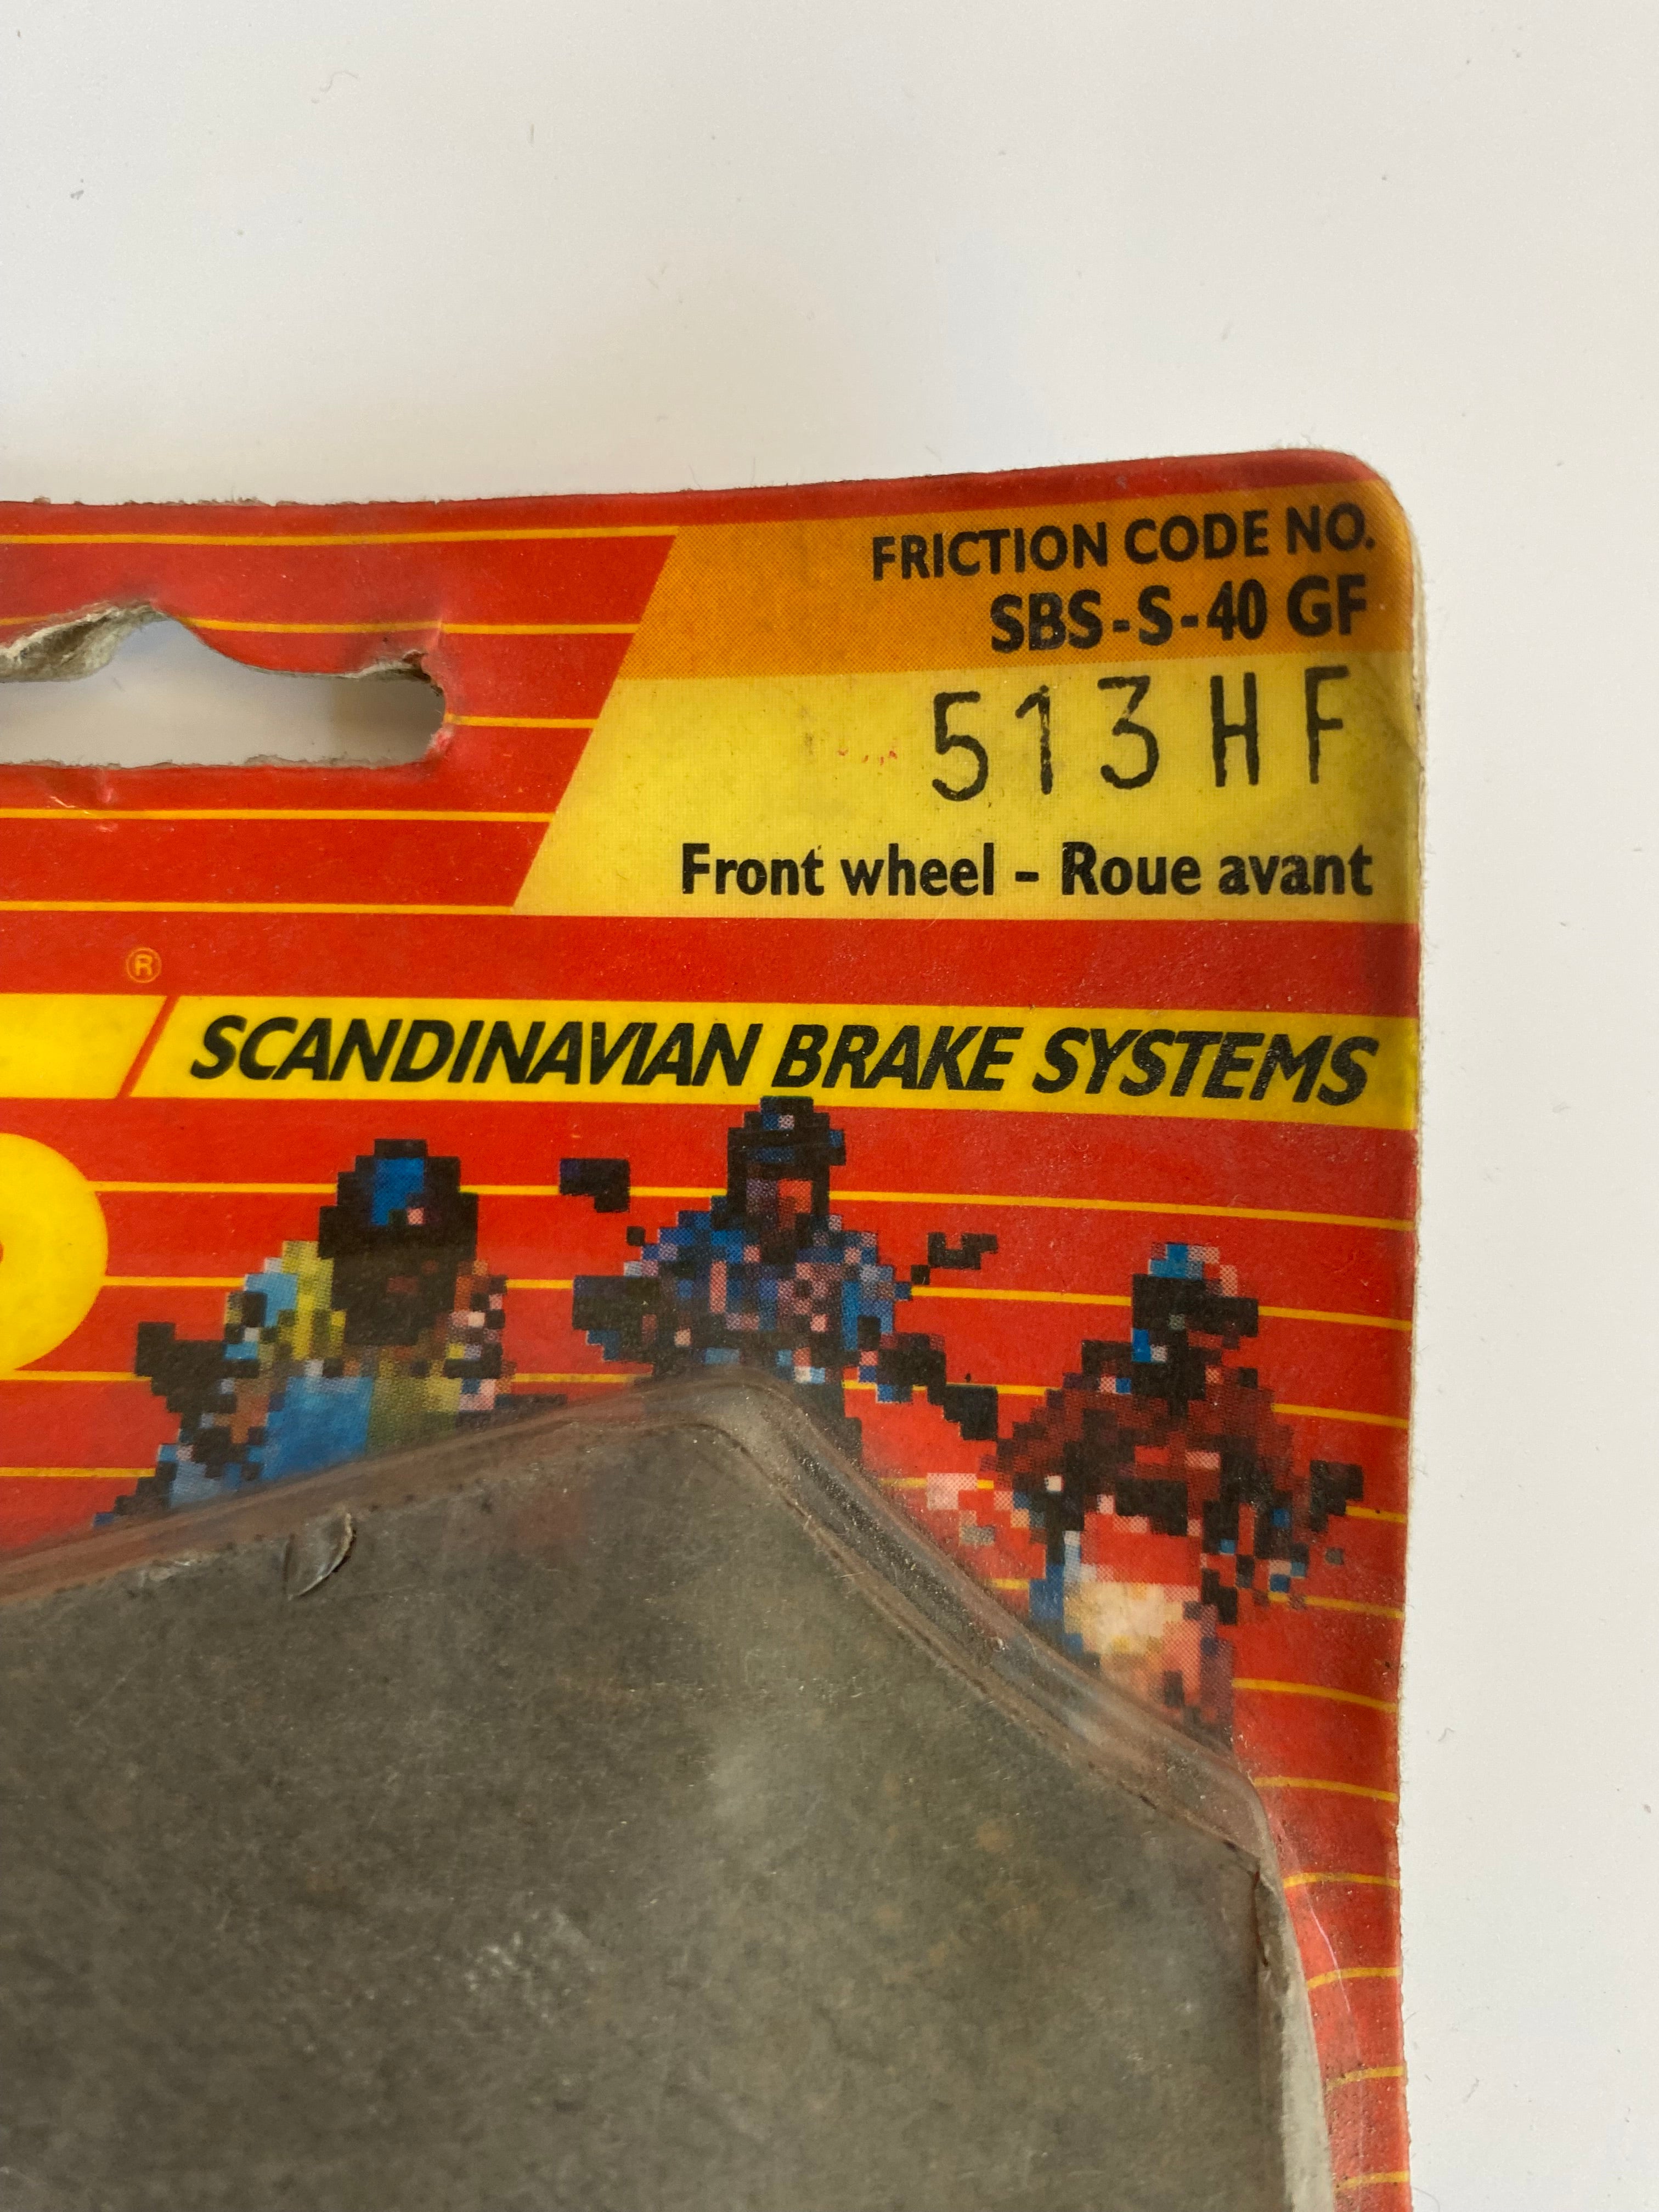 FRICTION CODE NO.
SBS-S-40 GF
513HF
Front wheel - Roue avant
®
SCANDINAVIAN BRAKE SYSTEMS